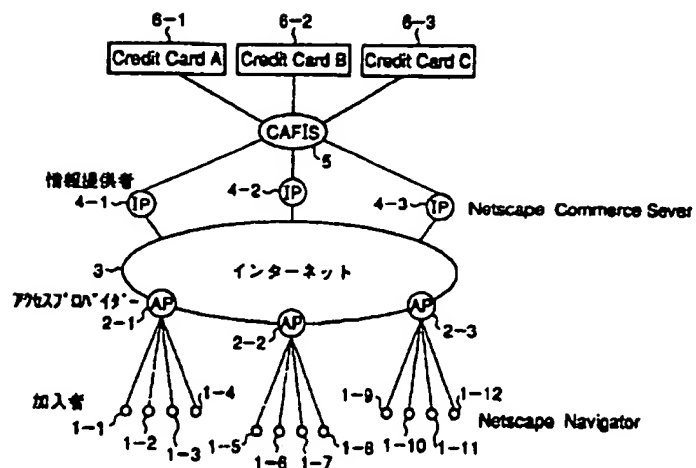 6-1 6-2 6-3
Credit Card A Credit Card B Credit Card C
CAFIS
5
情報提供者
4-1 IP 4-2 IP 4-3 IP Netscape Commerce Sever
3 インターネット
アクセスプロバイダー
AP AP AP
2-1 2-2 2-3
加入者
1-1 1-2 1-3 1-4 1-5 1-6 1-7 1-8 1-9 1-10 1-11 1-12
Netscape Navigator